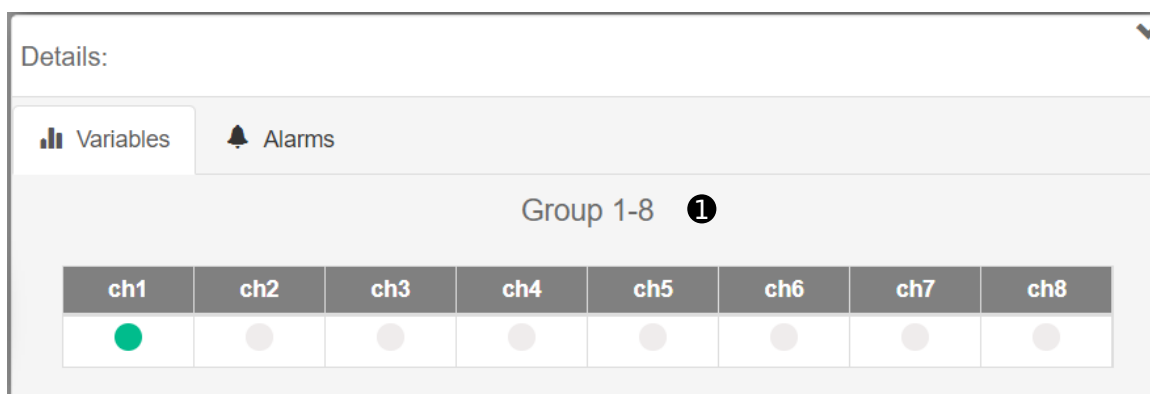 Details:
Variables Alarms
Group 1-8 ❶
ch1 ch2 ch3 ch4 ch5 ch6 ch7 ch8